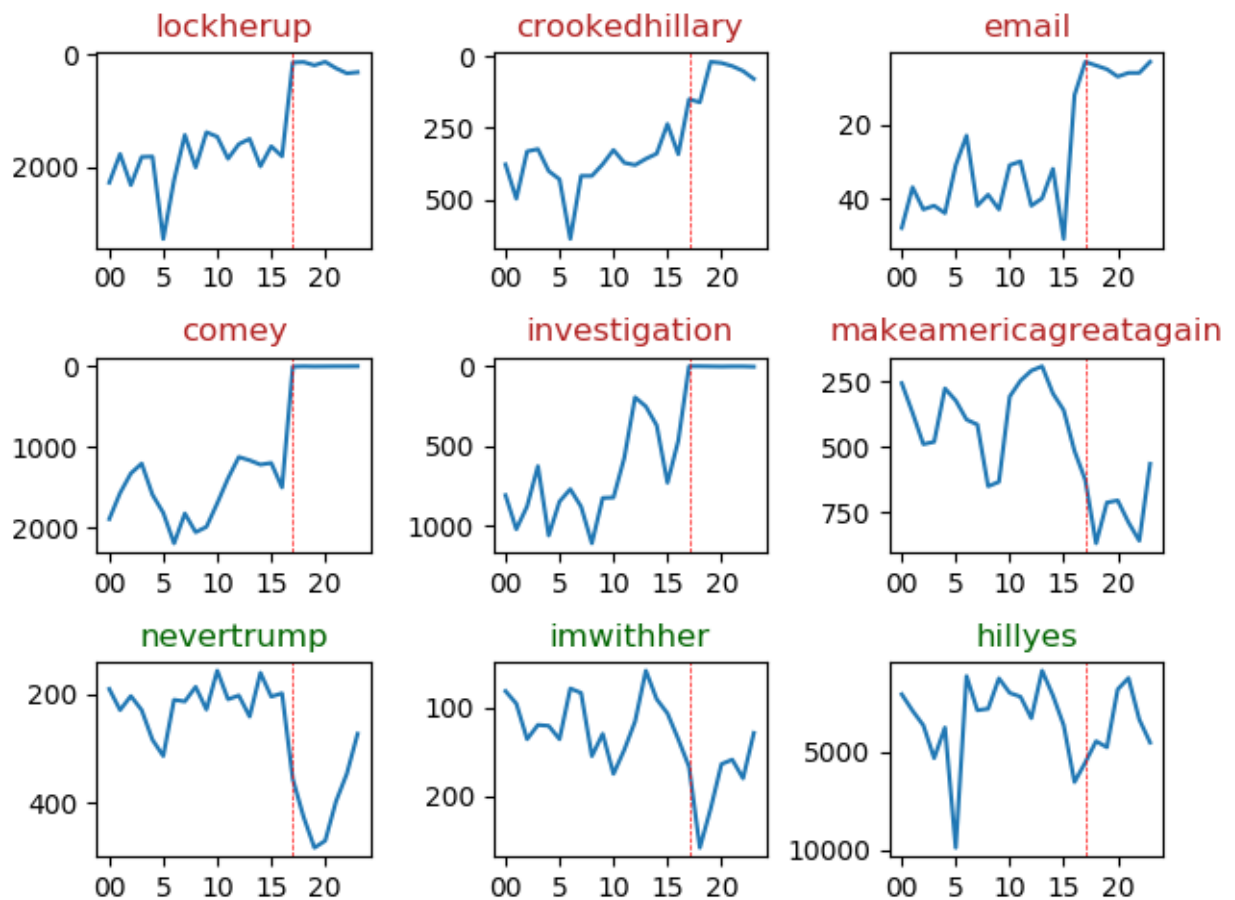 lockherup crookedhillary email
0 0
250 20
2000 500 40
00 5 10 15 20 00 5 10 15 20 00 5 10 15 20
comey investigation makeamericagreatagain
0 0 250
1000 500 500
2000 1000 750
00 5 10 15 20 00 5 10 15 20 00 5 10 15 20
nevertrump imwithher hillyes
200 100 5000
400 200 10000
00 5 10 15 20 00 5 10 15 20 00 5 10 15 20